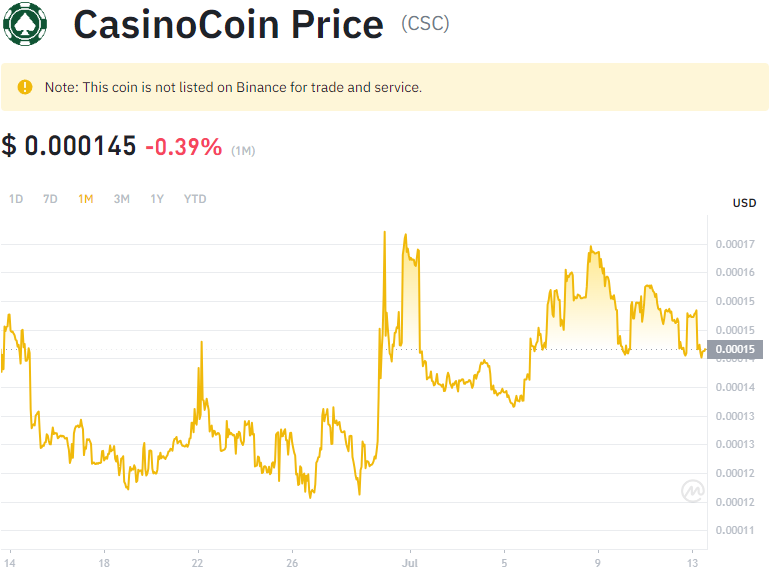 CasinoCoin Price (CSC)
Note: This coin is not listed on Binance for trade and service.
$ 0.000145 -0.39% (1M)
1D 7D 1M 3M 1Y YTD
USD
0.00017
0.00016
0.00015
0.00015
0.00015
0.00014
0.00014
0.00013
0.00013
0.00012
0.00012
0.00011
14 18 22 26 Jul 5 9 13